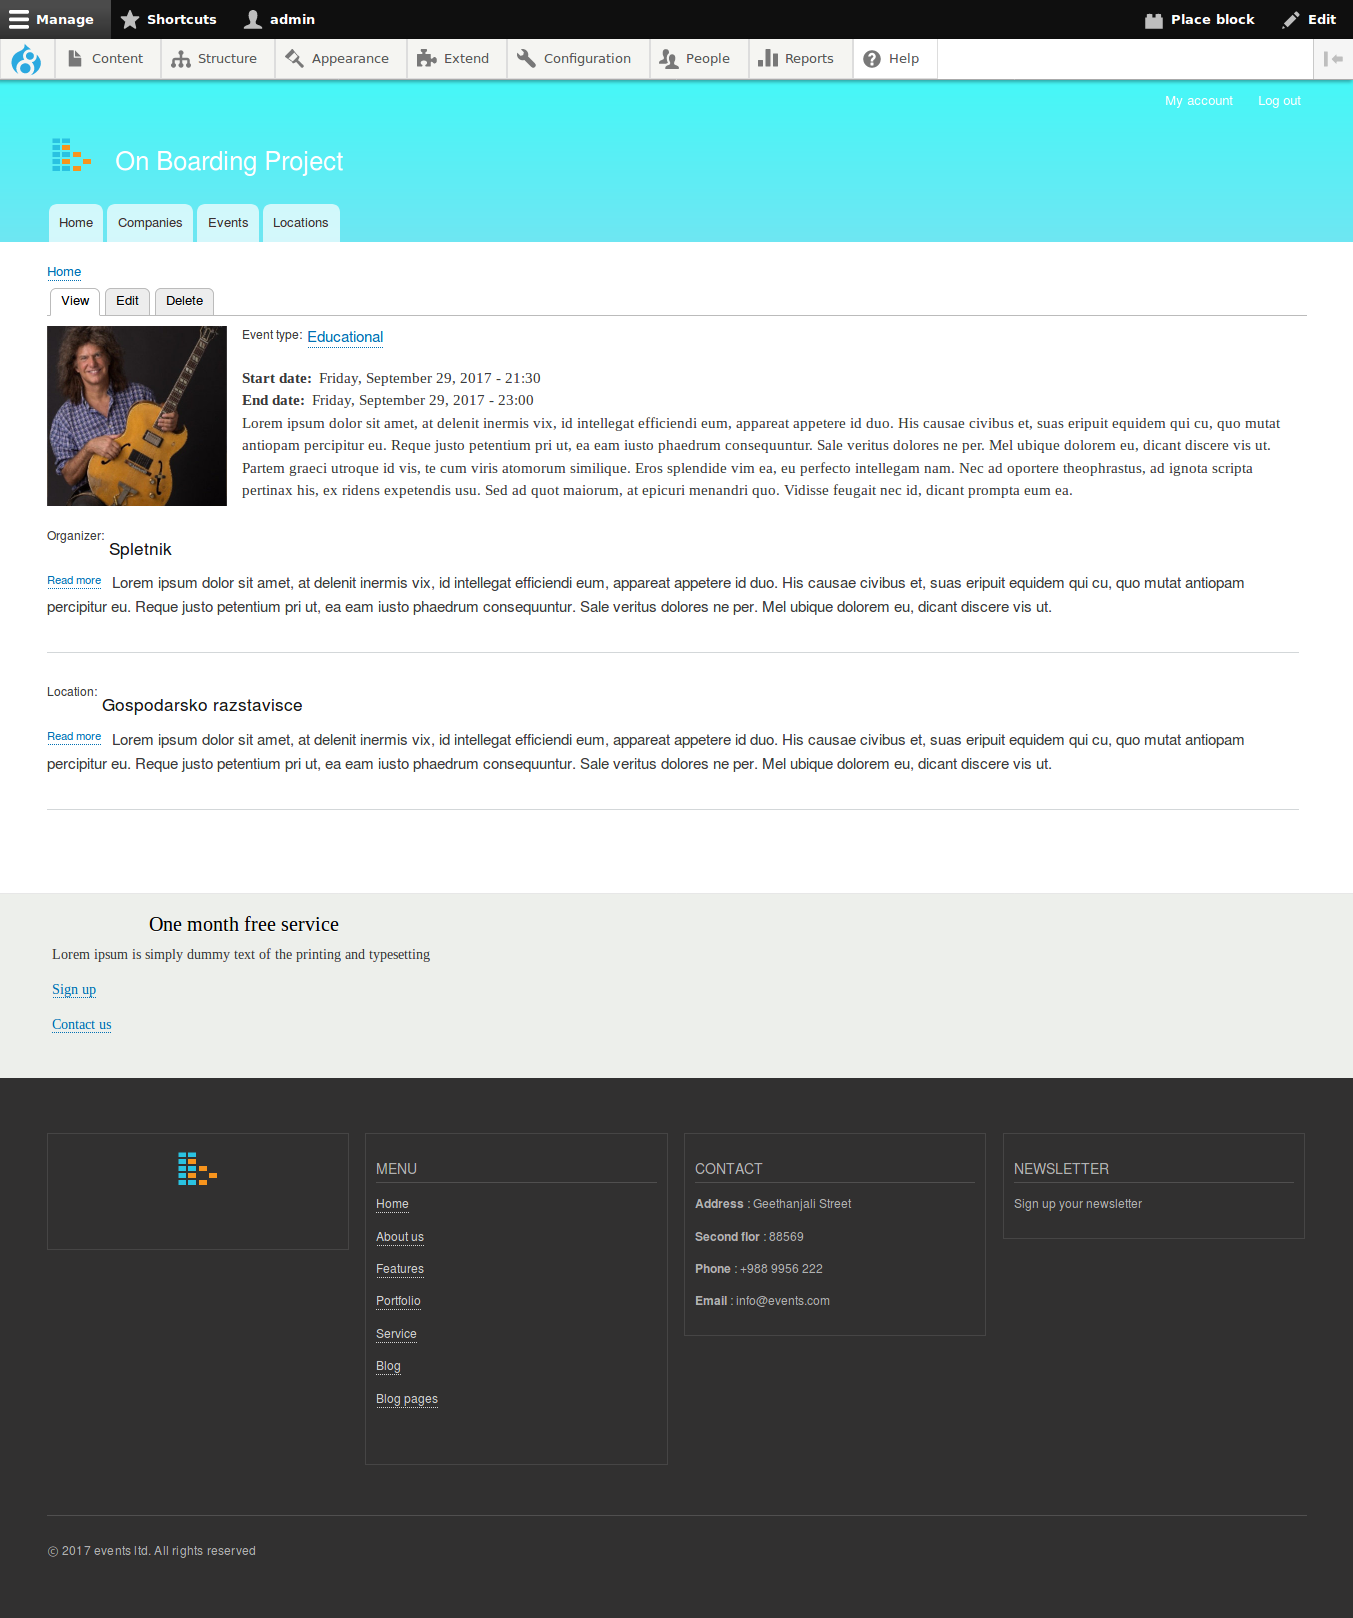 Manage Shortcuts admin Place block Edit
Content Structure Appearance Extend Configuration People Reports Help
My account Log out
On Boarding Project
Home Companies Events Locations
Home
View Edit Delete
Event type: Educational
Start date: Friday, September 29, 2017 - 21:30
End date: Friday, September 29, 2017 - 23:00
Lorem ipsum dolor sit amet, at delenit inermis vix, id intellegat efficiendi eum, appareat appetere id duo. His causae civibus et, suas eripuit equidem qui cu, quo mutat
antiopam percipitur eu. Reque justo petentium pri ut, ea eam iusto phaedrum consequuntur. Sale veritus dolores ne per. Mel ubique dolorem eu, dicant discere vis ut.
Partem graeci utroque id vis, te cum viris atomorum similique. Eros splendide vim ea, eu perfecto intellegam nam. Nec ad oportere theophrastus, ad ignota scripta
pertinax his, ex ridens expetendis usu. Sed ad quot maiorum, at epicuri menandri quo. Vidisse feugait nec id, dicant prompta eum ea.
Organizer:
Spletnik
Read more Lorem ipsum dolor sit amet, at delenit inermis vix, id intellegat efficiendi eum, appareat appetere id duo. His causae civibus et, suas eripuit equidem qui cu, quo mutat antiopam
percipitur eu. Reque justo petentium pri ut, ea eam iusto phaedrum consequuntur. Sale veritus dolores ne per. Mel ubique dolorem eu, dicant discere vis ut.
Location:
Gospodarsko razstavisce
Read more Lorem ipsum dolor sit amet, at delenit inermis vix, id intellegat efficiendi eum, appareat appetere id duo. His causae civibus et, suas eripuit equidem qui cu, quo mutat antiopam
percipitur eu. Reque justo petentium pri ut, ea eam iusto phaedrum consequuntur. Sale veritus dolores ne per. Mel ubique dolorem eu, dicant discere vis ut.
One month free service
Lorem ipsum is simply dummy text of the printing and typesetting
Sign up
Contact us
MENU
Home
About us
Features
Portfolio
Service
Blog
Blog pages
CONTACT
Address : Geethanjali Street
Second flor : 88569
Phone : +988 9956 222
Email : info@events.com
NEWSLETTER
Sign up your newsletter
© 2017 events ltd. All rights reserved